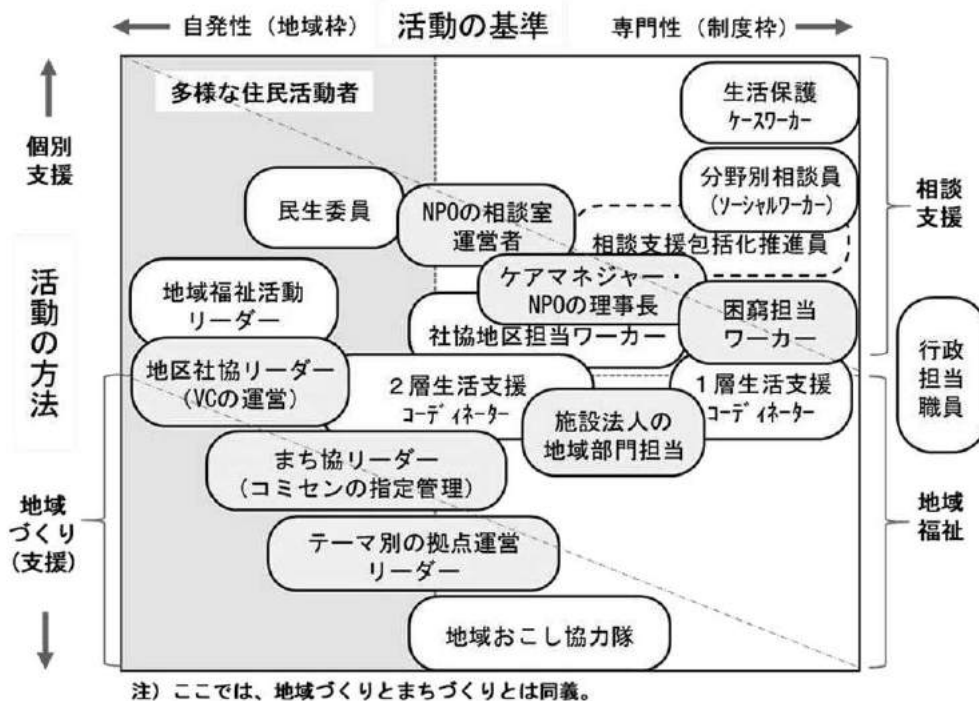 自発性（地域枠）
活動の基準
専門性（制度枠）
多様な住民活動者
生活保護
ケースワーカー
個別
支援
分野別相談員
（ソーシャルワーカー）
相談
支援
民生委員
NPOの相談室
運営者
相談支援包括化推進員
活動の方法
地域福祉活動
リーダー
ケアマネジャー・
NPOの理事長
社協地区担当ワーカー
困窮担当
ワーカー
行政
担当
職員
地区社協リーダー
（VCの運営）
２層生活支援
コーディネーター
１層生活支援
コーディネーター
施設法人の
地域部門担当
まち協リーダー
（コミセンの指定管理）
地域
づくり
（支援）
地域
福祉
テーマ別の拠点運営
リーダー
地域おこし協力隊
注）ここでは、地域づくりとまちづくりとは同義。